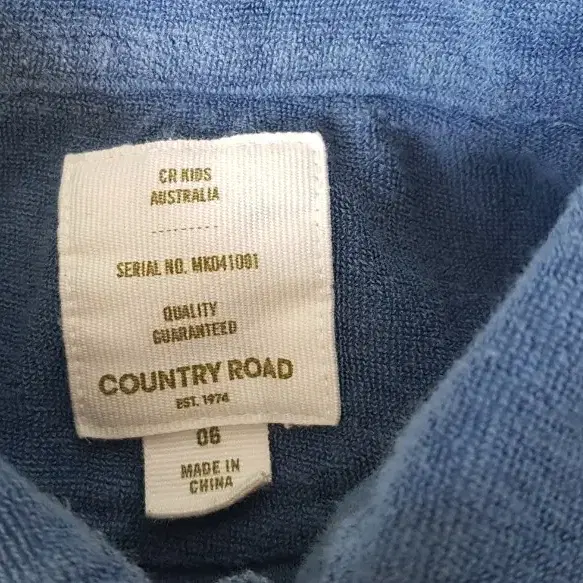 CR KIDS
AUSTRALIA
SERIAL NO. MK041001
QUALITY
GUARANTEED
COUNTRY ROAD
EST. 1974
06
MADE IN
CHINA